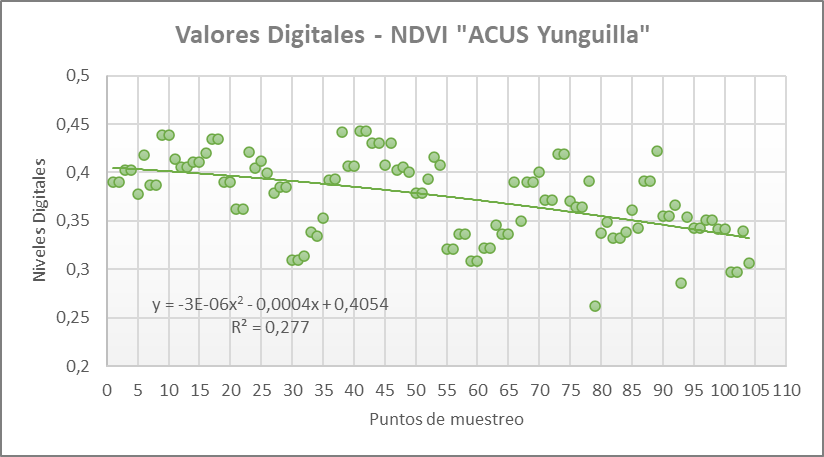 Valores Digitales - NDVI "ACUS Yunguilla"
0,5
0,45
0,4
0,35
0,3
0,25
0,2
Niveles Digitales
y = -3E-06x² - 0,0004x + 0,4054
R² = 0,277
0 5 10 15 20 25 30 35 40 45 50 55 60 65 70 75 80 85 90 95 100 105 110
Puntos de muestreo